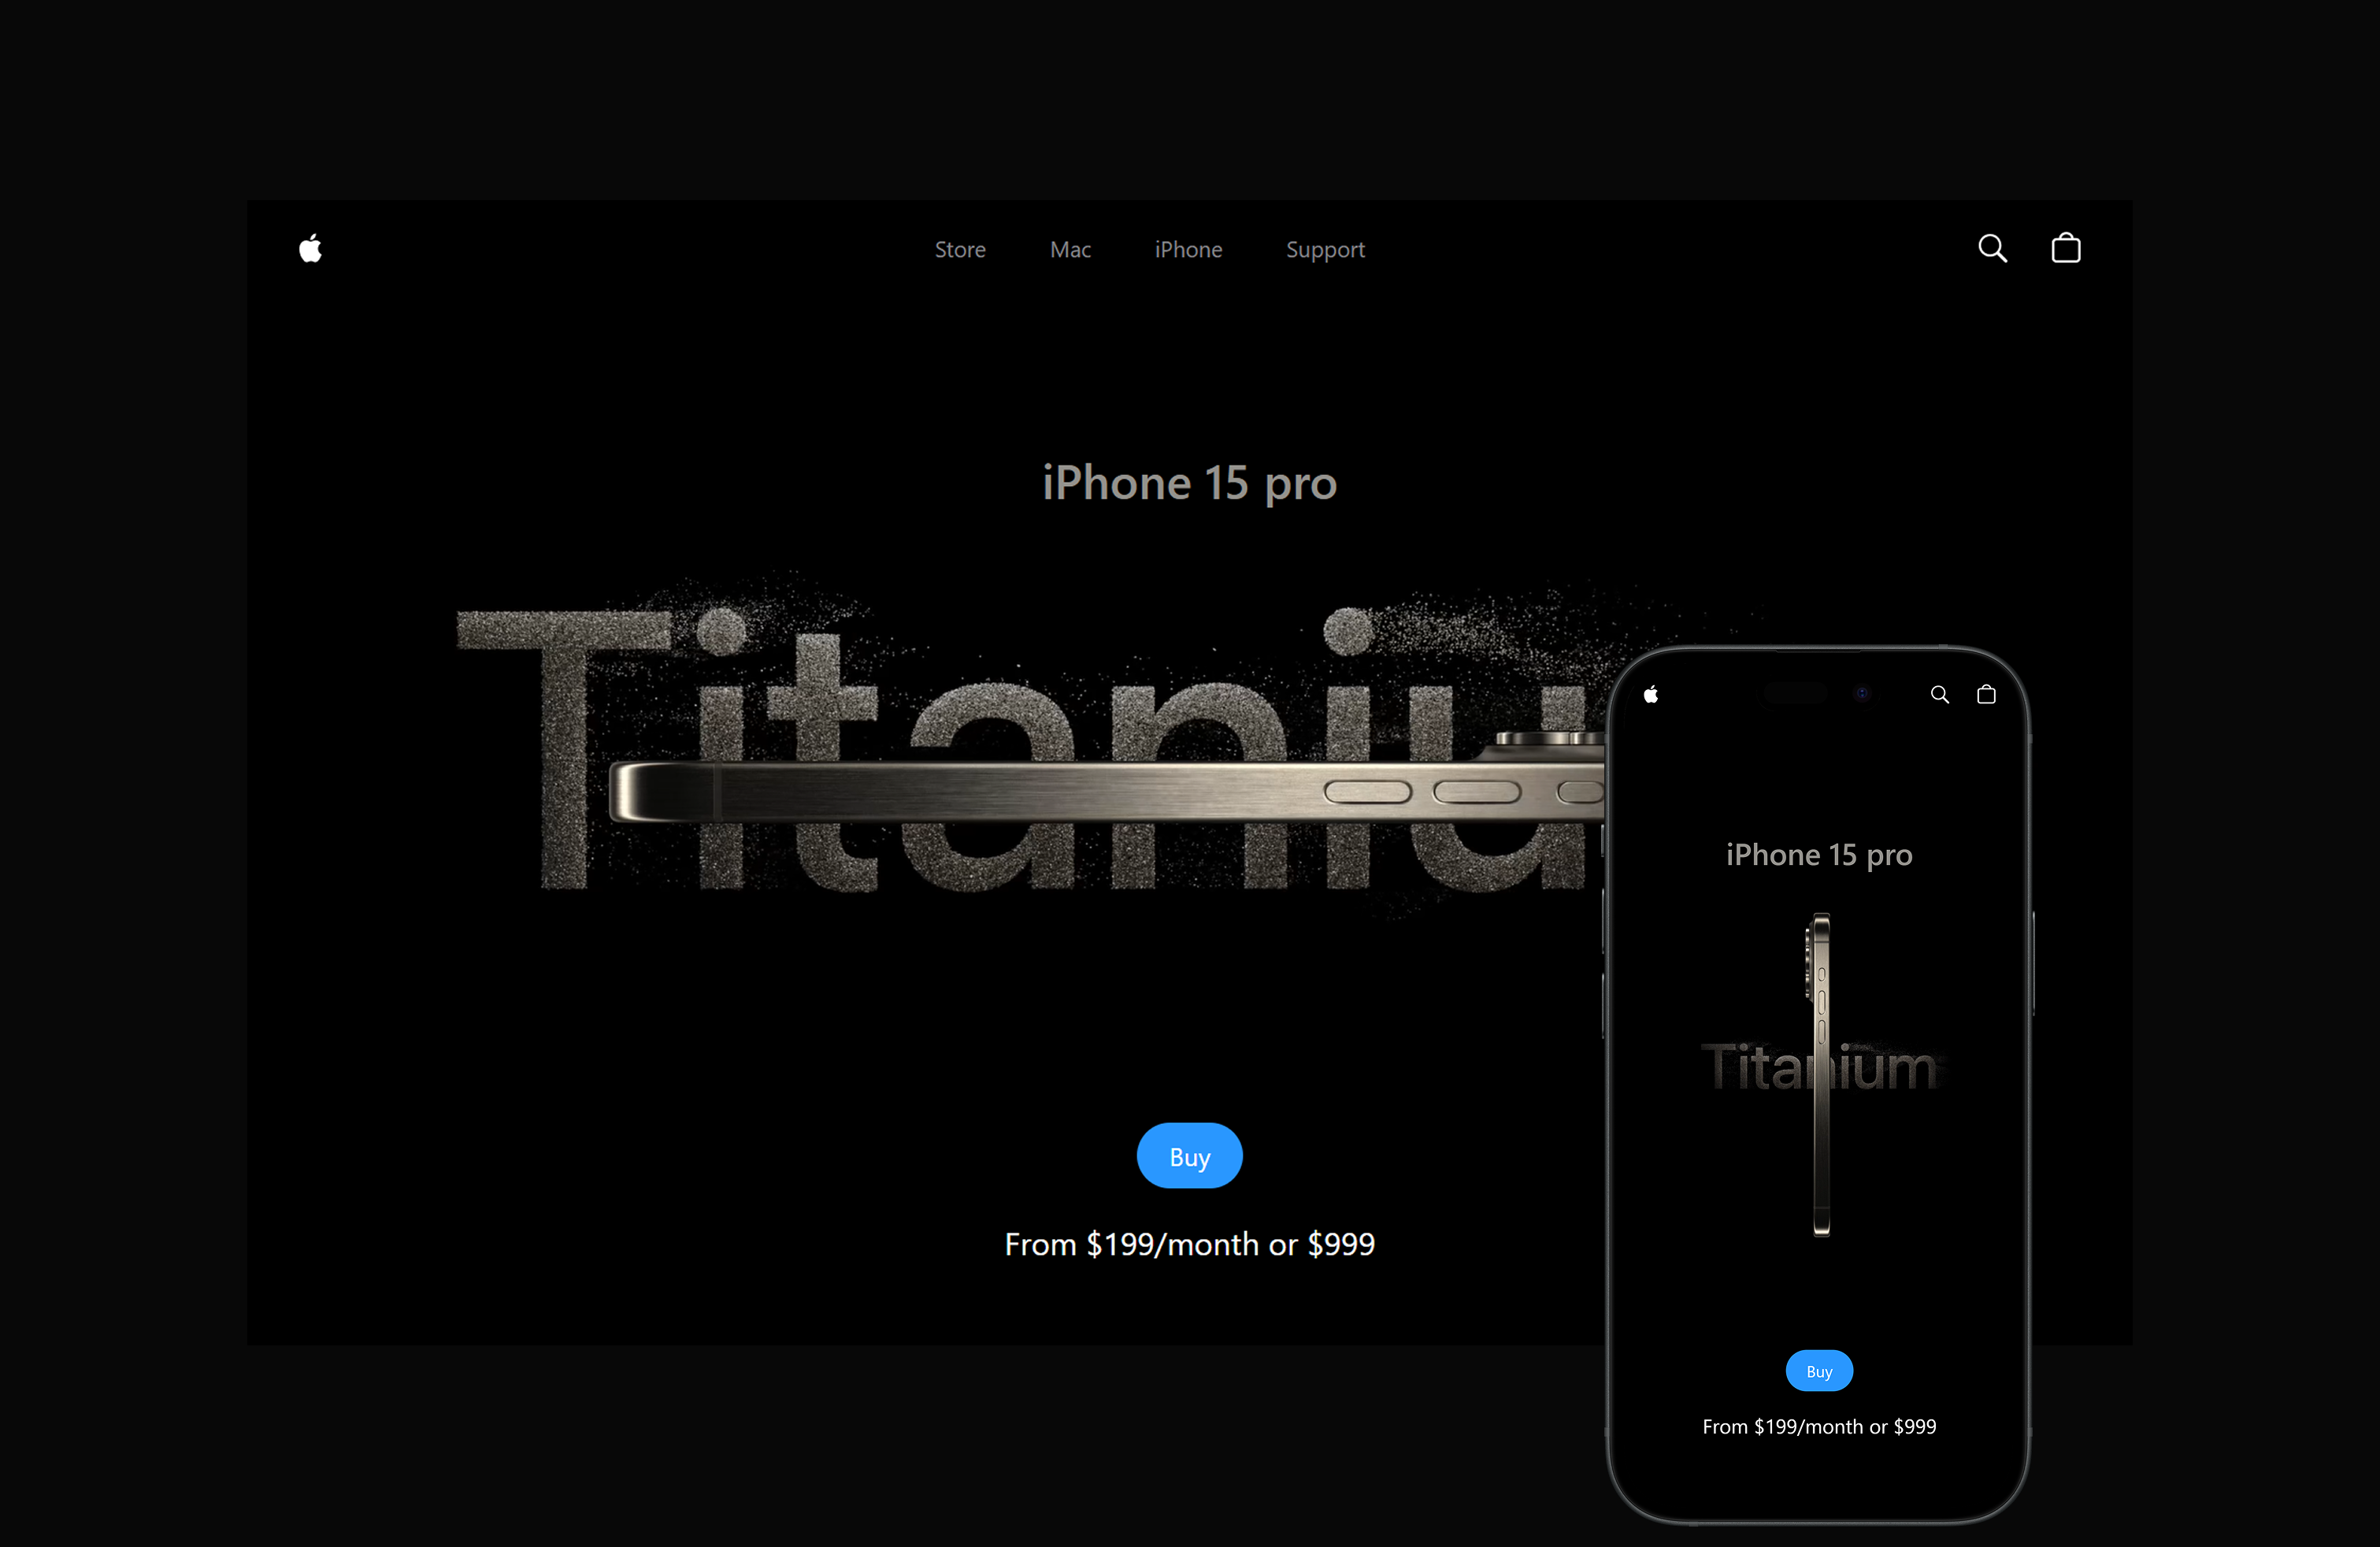 Store Mac iPhone Support
iPhone 15 pro
Titaniu
Buy
From $199/month or $999
iPhone 15 pro
Titanium
Buy
From $199/month or $999